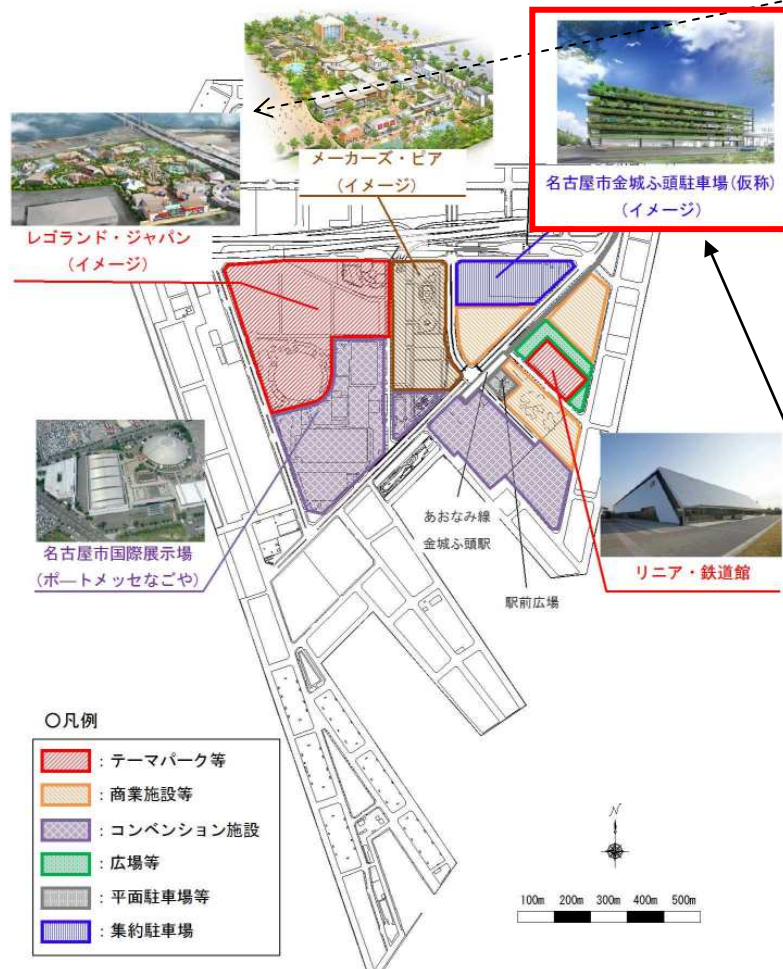 メーカーズ・ピア
(イメージ)
名古屋市金城ふ頭駐車場(仮称)
(イメージ)
レゴランド・ジャパン
(イメージ)
名古屋市国際展示場
(ポートメッセなごや)
あおなみ線
金城ふ頭駅
駅前広場
リニア・鉄道館
〇凡例
:テーマパーク等
:商業施設等
:コンベンション施設
:広場等
:平面駐車場等
:集約駐車場
N
100m 200m 300m 400m 500m